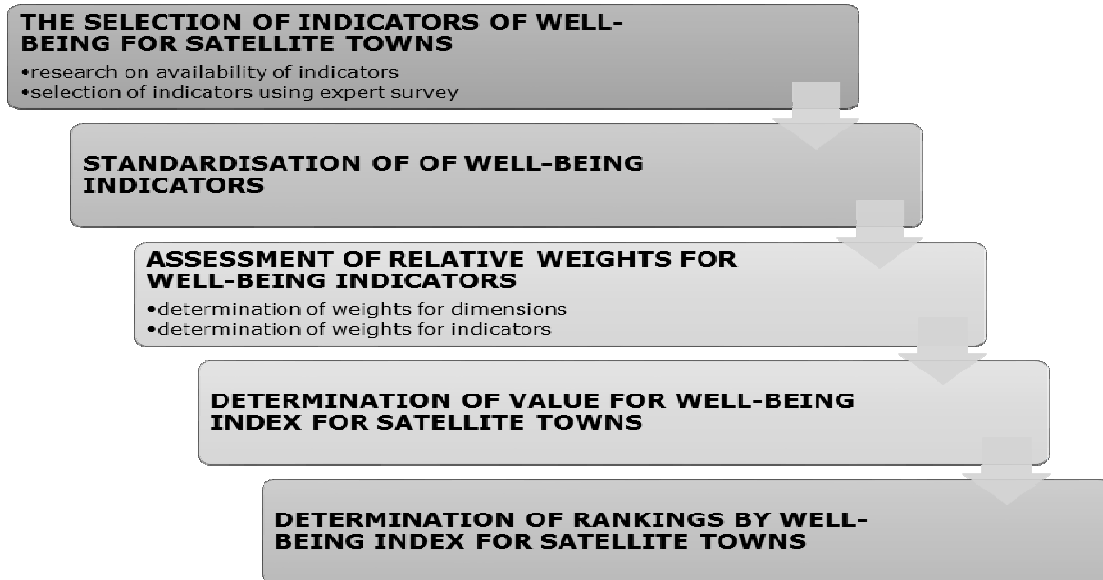 THE SELECTION OF INDICATORS OF WELL-
BEING FOR SATELLITE TOWNS
•research on availability of indicators
•selection of indicators using expert survey
STANDARDISATION OF OF WELL-BEING
INDICATORS
ASSESSMENT OF RELATIVE WEIGHTS FOR
WELL-BEING INDICATORS
•determination of weights for dimensions
•determination of weights for indicators
DETERMINATION OF VALUE FOR WELL-BEING
INDEX FOR SATELLITE TOWNS
DETERMINATION OF RANKINGS BY WELL-
BEING INDEX FOR SATELLITE TOWNS